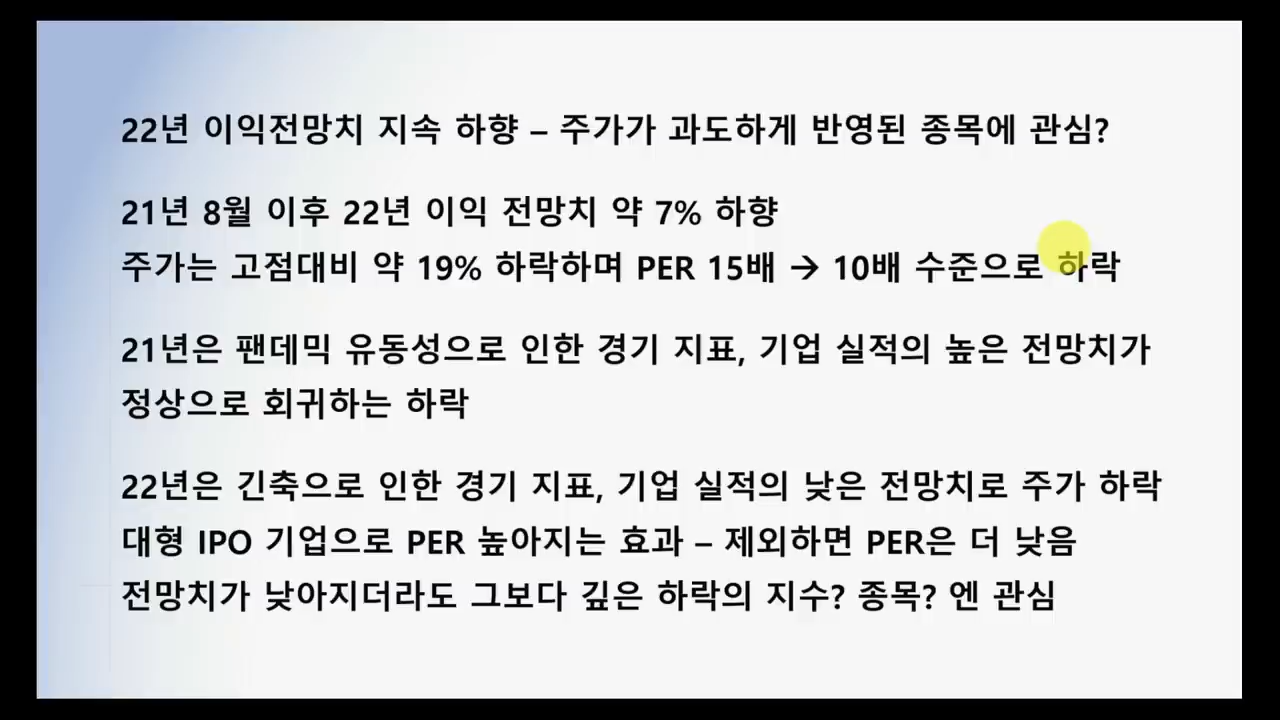 22년 이익전망치 지속 하향 – 주가가 과도하게 반영된 종목에 관심?
21년 8월 이후 22년 이익 전망치 약 7% 하향
주가는 고점대비 약 19% 하락하며 PER 15배 → 10배 수준으로 하락
21년은 팬데믹 유동성으로 인한 경기 지표, 기업 실적의 높은 전망치가
정상으로 회귀하는 하락
22년은 긴축으로 인한 경기 지표, 기업 실적의 낮은 전망치로 주가 하락
대형 IPO 기업으로 PER 높아지는 효과 – 제외하면 PER은 더 낮음
전망치가 낮아지더라도 그보다 깊은 하락의 지수? 종목? 엔 관심